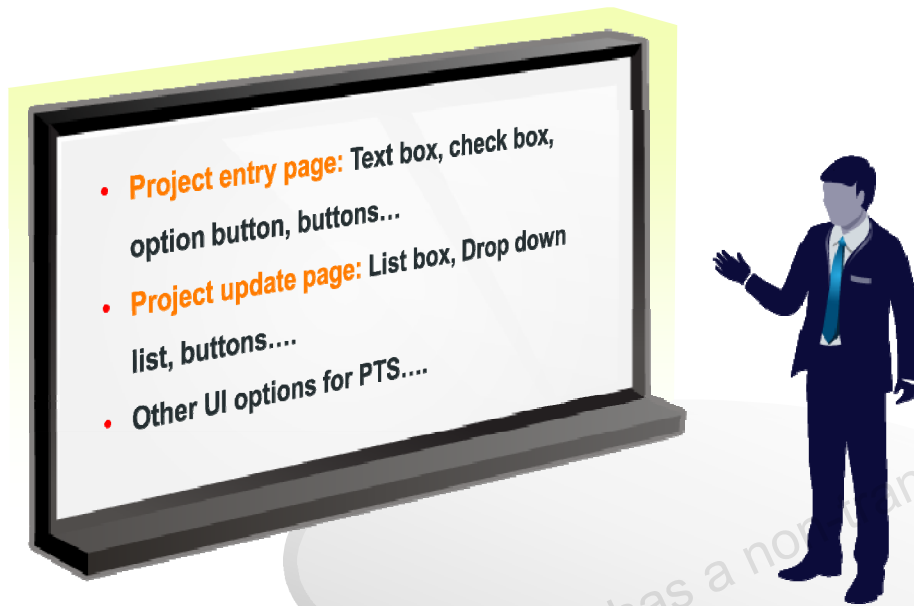 • Project entry page: Text box, check box,
option button, buttons...
• Project update page: List box, Drop down
list, buttons....
• Other UI options for PTS....
has a